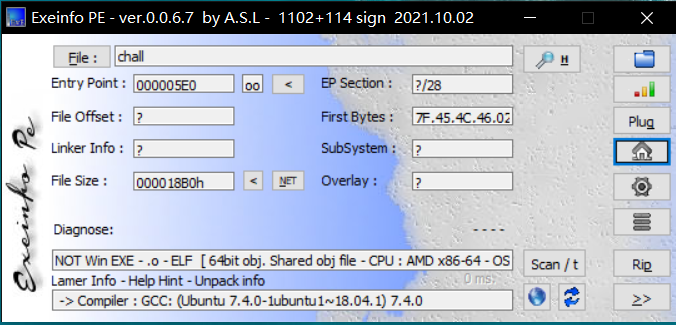 Exeinfo PE - ver.0.0.6.7  by A.S.L -  1102+114 sign  2021.10.02
File : chall H
Entry Point : 000005E0 oo < EP Section : ?/28
File Offset : ? First Bytes : 7F.45.4C.46.02 Plug
Linker Info : ? SubSystem : ?
File Size : 000018B0h < NET Overlay : ?
Exeinfo Pe
Diagnose: ----
NOT Win EXE - .o - ELF  [ 64bit obj. Shared obj file - CPU : AMD x86-64 - OS Scan / t Rip
Lamer Info - Help Hint - Unpack info 0 ms.
-> Compiler : GCC: (Ubuntu 7.4.0-1ubuntu1~18.04.1) 7.4.0 >>